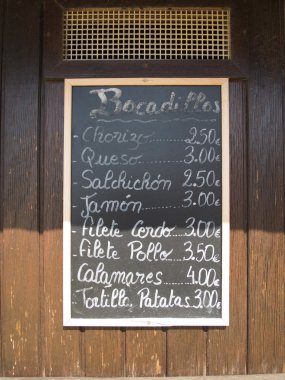 Bocadillos
- Chorizo ..... 2.50€
- Queso ..... 3.00€
- Salchichón .. 2.50€
- Jamón ..... 3.00€
- Filete Cerdo .. 3.00€
- Filete Pollo .. 3.50€
- Calamares .... 4.00€
- Tortilla Patatas 3.00€